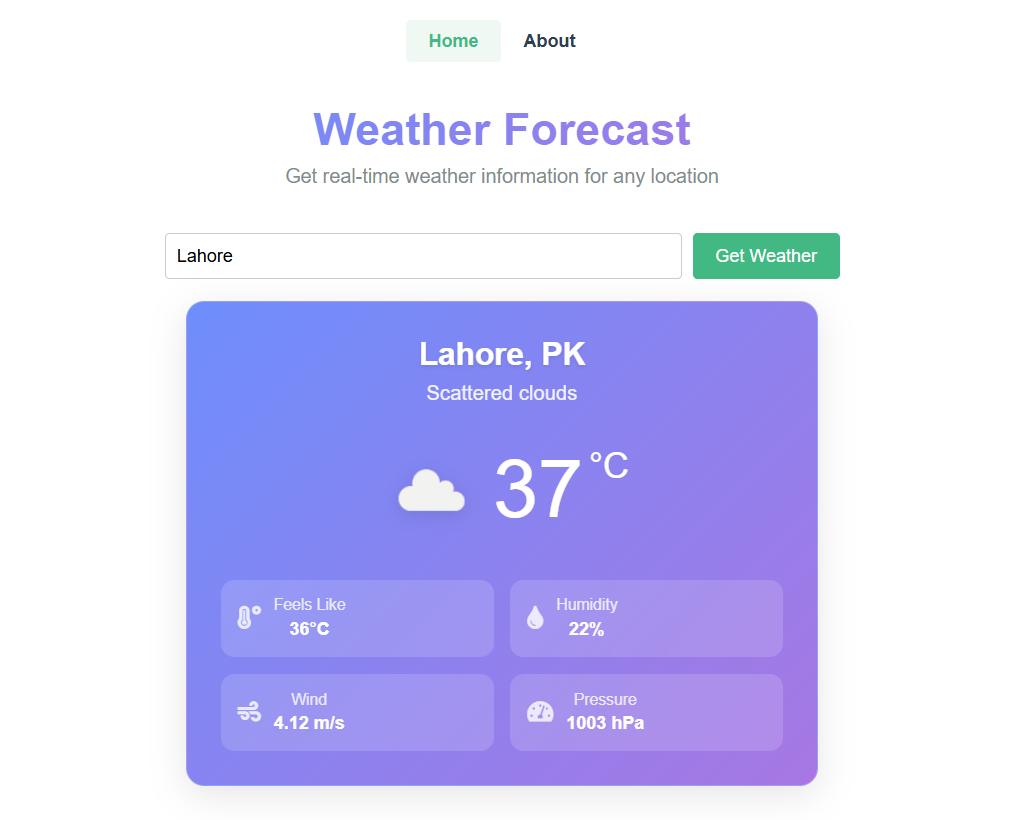 Home About
Weather Forecast
Get real-time weather information for any location
Lahore Get Weather
Lahore, PK
Scattered clouds
37 °C
Feels Like
36°C
Humidity
22%
Wind
4.12 m/s
Pressure
1003 hPa